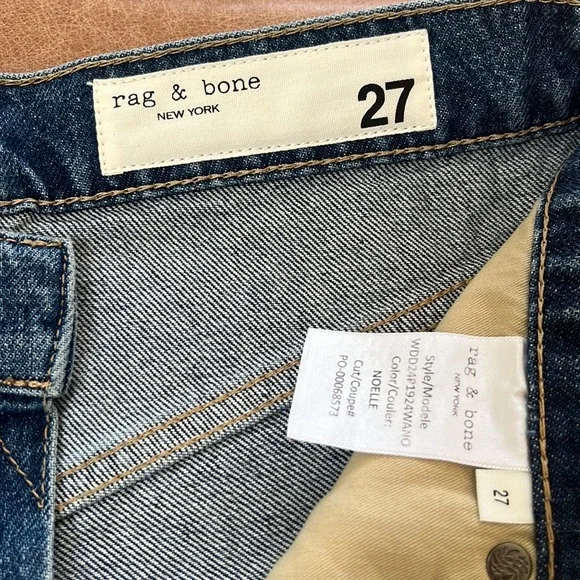 rag & bone
NEW YORK
27
rag & bone
NEW YORK
Style/Modele
WDD24P1924WANO
Color/Couler:
NOELLE
Cut/Coupe#
PO-00068573
27